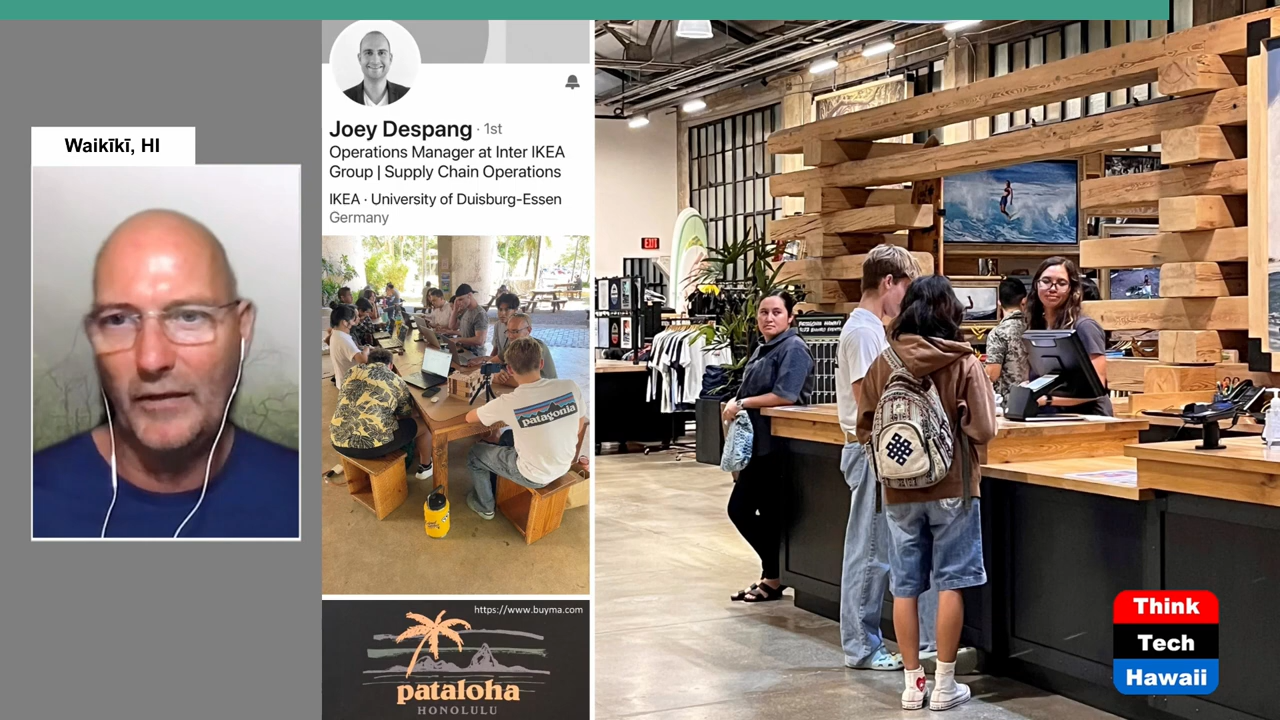 Waikīkī, HI
Joey Despang · 1st
Operations Manager at Inter IKEA
Group | Supply Chain Operations
IKEA · University of Duisburg-Essen
Germany
patagonia
https://www.buyma.com
pataloha
HONOLULU
EXIT
Think
Tech
Hawaii